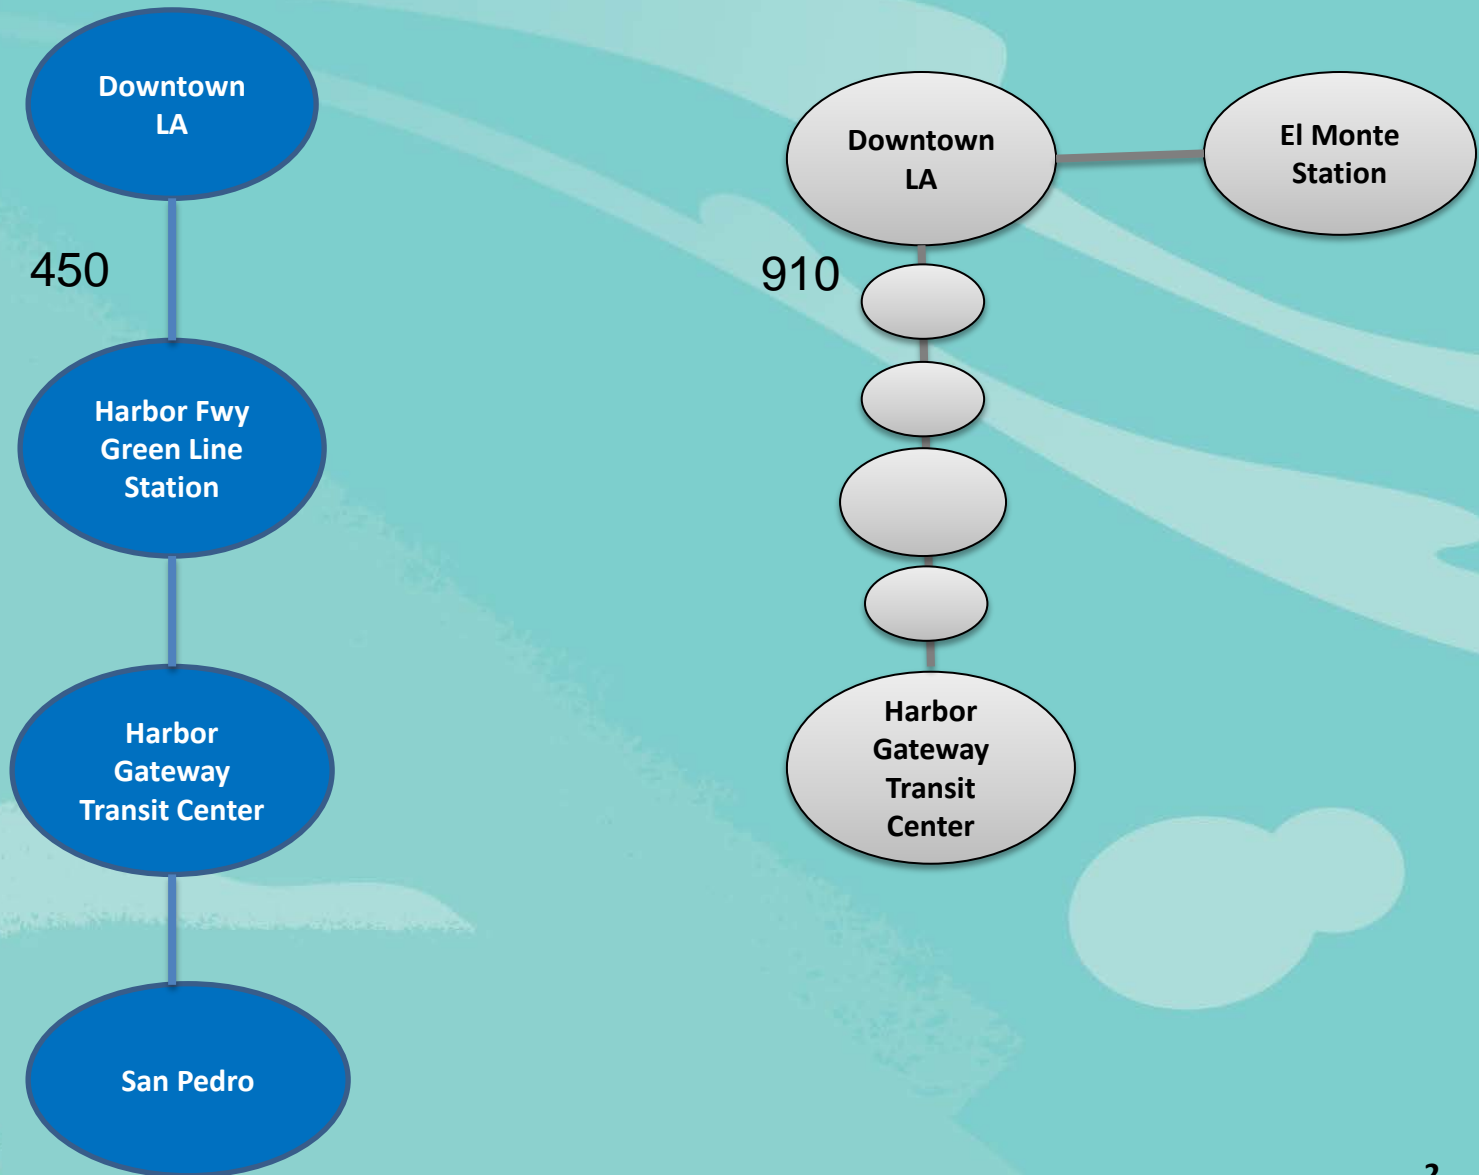 Downtown
LA
450
Harbor Fwy
Green Line
Station
Harbor
Gateway
Transit Center
San Pedro
Downtown
LA
El Monte
Station
910
Harbor
Gateway
Transit
Center
2